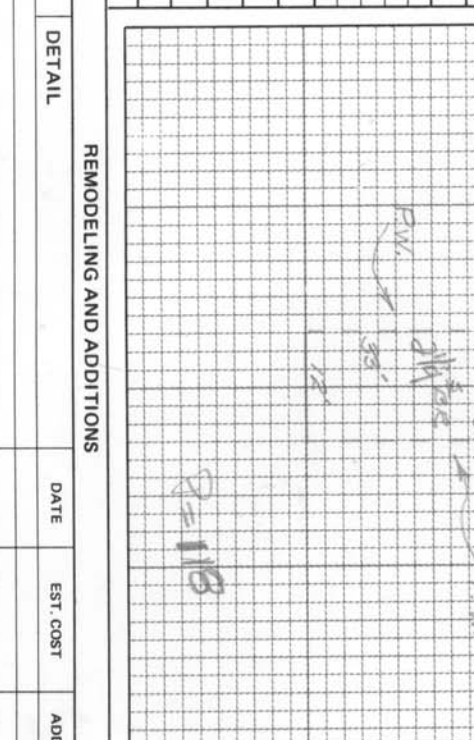 P.W.
33'
12'
P=118
REMODELING AND ADDITIONS
DETAIL DATE EST. COST